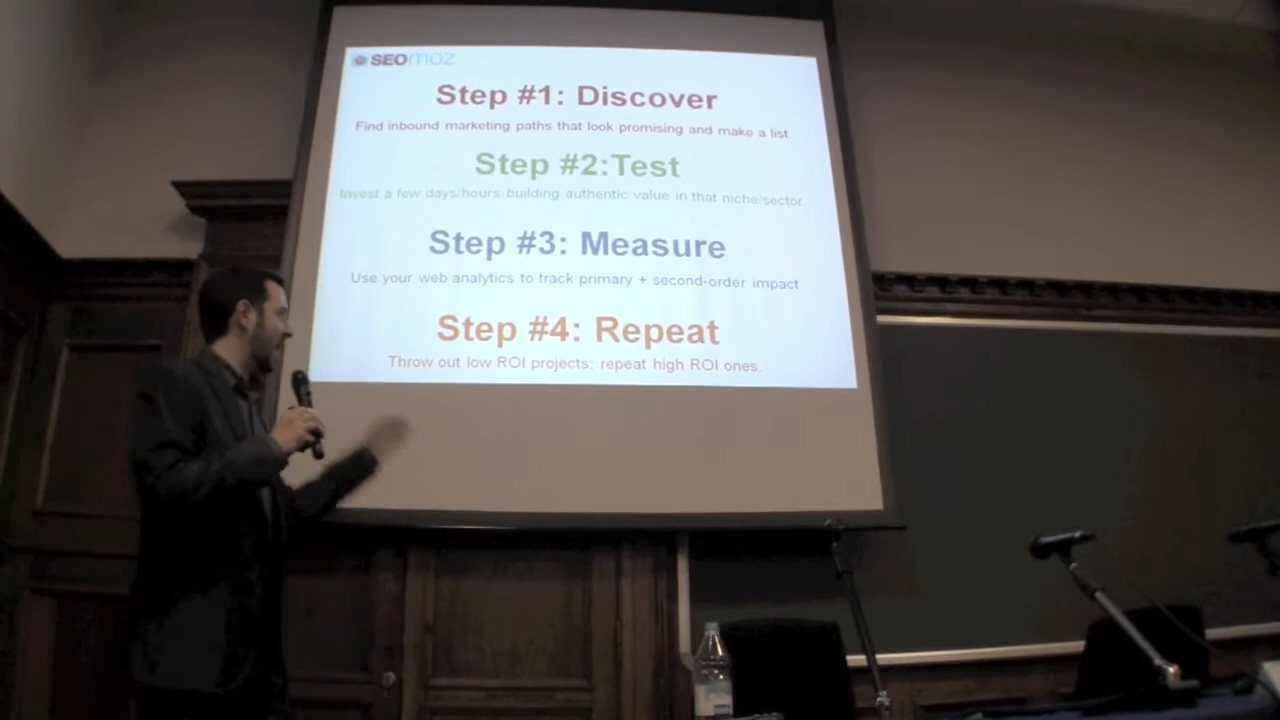 SEOmoz
Step #1: Discover
Find inbound marketing paths that look promising and make a list.
Step #2:Test
Invest a few days/hours building authentic value in that niche/sector.
Step #3: Measure
Use your web analytics to track primary + second-order impact
Step #4: Repeat
Throw out low ROI projects; repeat high ROI ones.